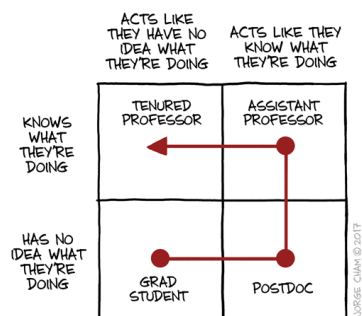 ACTS LIKE
THEY HAVE NO
IDEA WHAT
THEY'RE DOING
ACTS LIKE THEY
KNOW WHAT
THEY'RE DOING
KNOWS
WHAT
THEY'RE
DOING
TENURED
PROFESSOR
ASSISTANT
PROFESSOR
HAS NO
IDEA WHAT
THEY'RE
DOING
GRAD
STUDENT
POSTDOC
JORGE CHAM © 2017